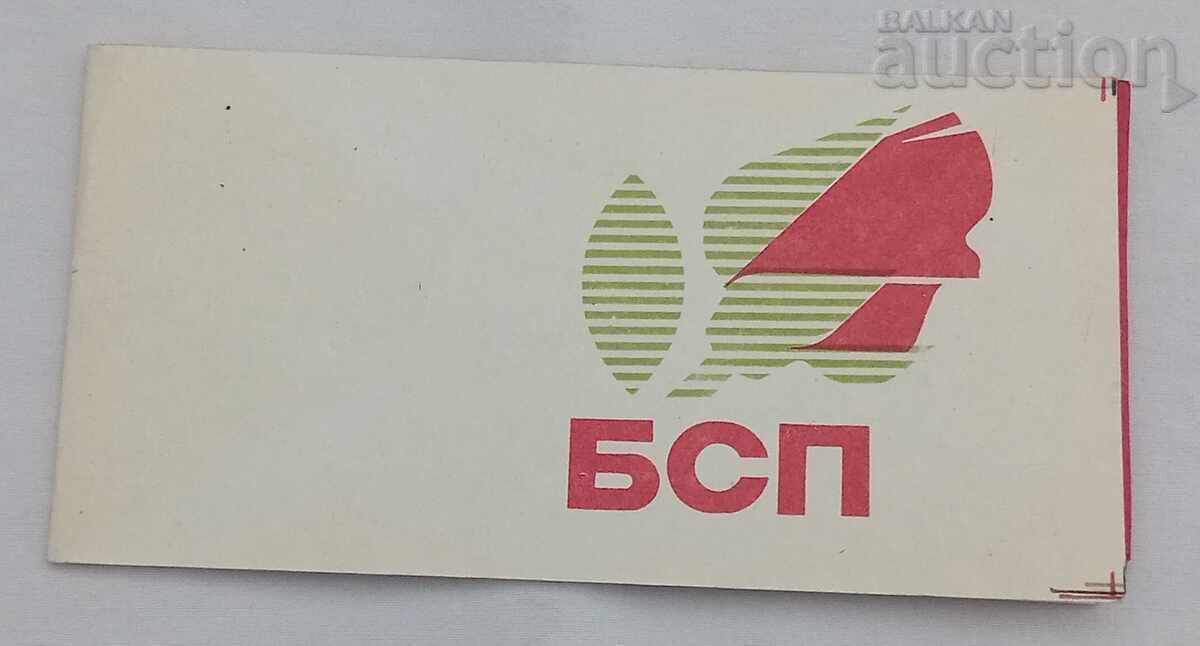 BALKAN
auction
БСП